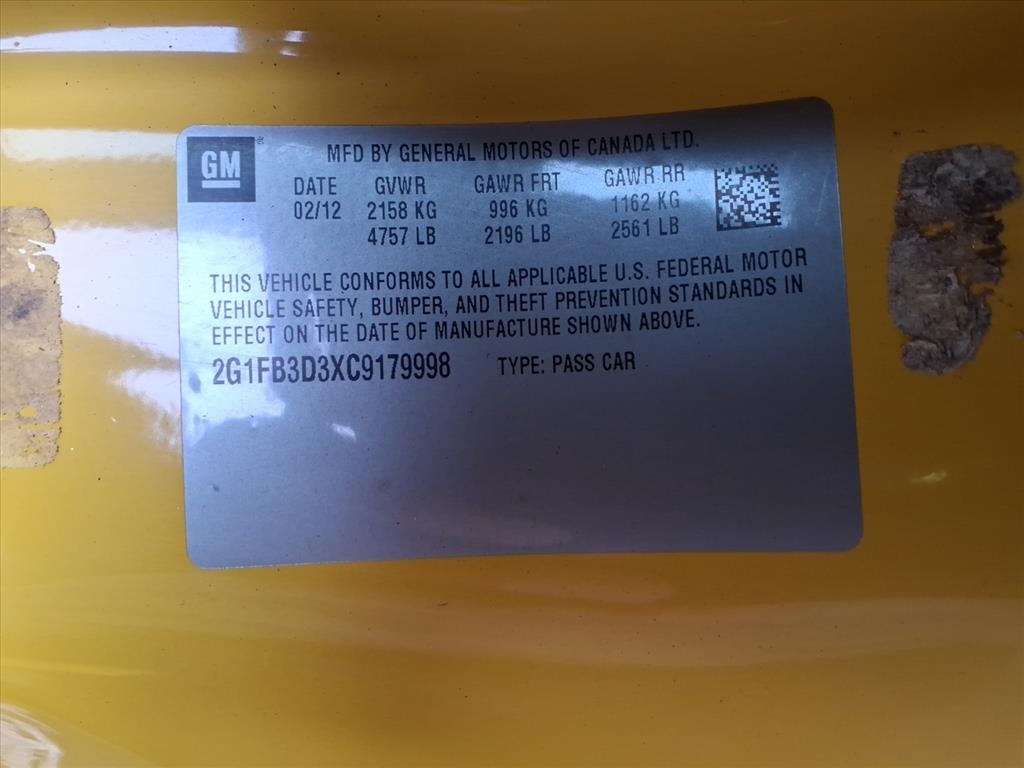 GM
MFD BY GENERAL MOTORS OF CANADA LTD.
DATE GVWR GAWR FRT GAWR RR
02/12 2158 KG 996 KG 1162 KG
4757 LB 2196 LB 2561 LB
THIS VEHICLE CONFORMS TO ALL APPLICABLE U.S. FEDERAL MOTOR
VEHICLE SAFETY, BUMPER, AND THEFT PREVENTION STANDARDS IN
EFFECT ON THE DATE OF MANUFACTURE SHOWN ABOVE.
2G1FB3D3XC9179998 TYPE: PASS CAR